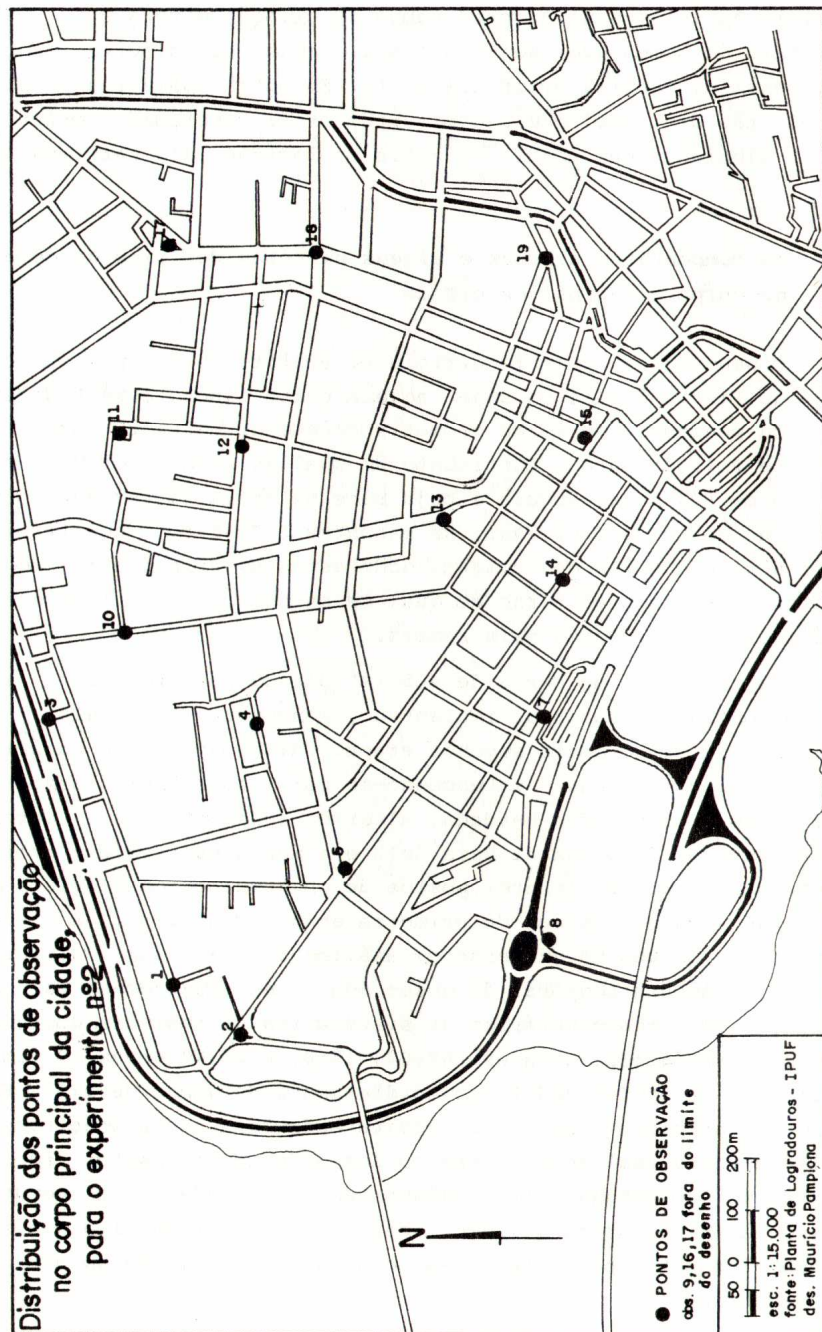 Distribuição dos pontos de observação
no corpo principal da cidade,
para o experimento nº2
1
2
3
4
5
7
8
10
11
12
13
14
15
17
18
19
N
PONTOS DE OBSERVAÇÃO
obs. 9,16,17 fora do limite
do desenho
50 0 100 200m
esc. 1:15.000
fonte: Planta de Logradouros - IPUF
des. Maurício Pamplona